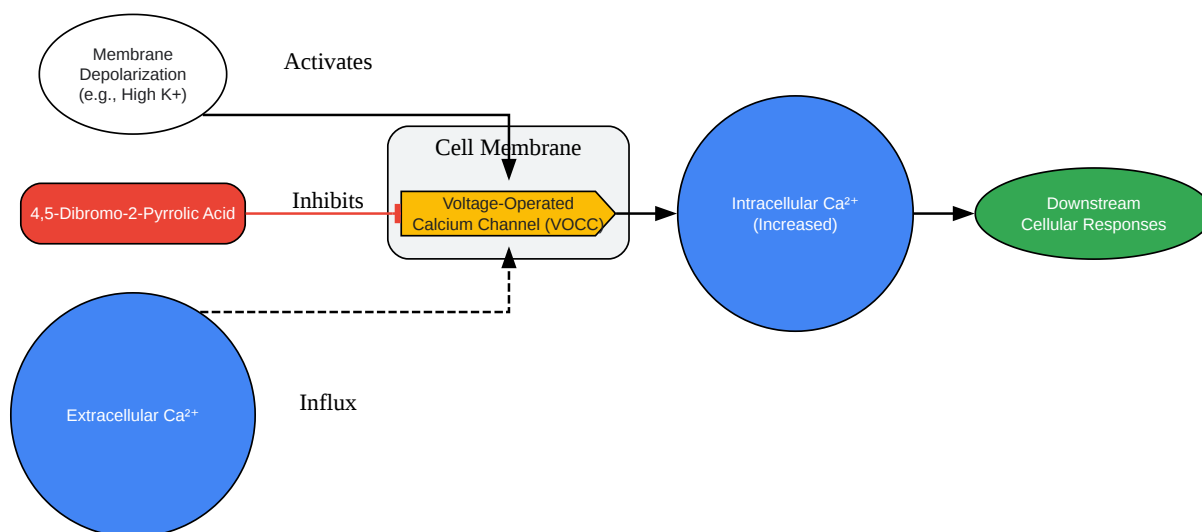 Membrane
Depolarization
(e.g., High K+)
Activates
Cell Membrane
4,5-Dibromo-2-Pyrrolic Acid
Inhibits
Voltage-Operated
Calcium Channel (VOCC)
Intracellular Ca²⁺
(Increased)
Downstream
Cellular Responses
Extracellular Ca²⁺
Influx